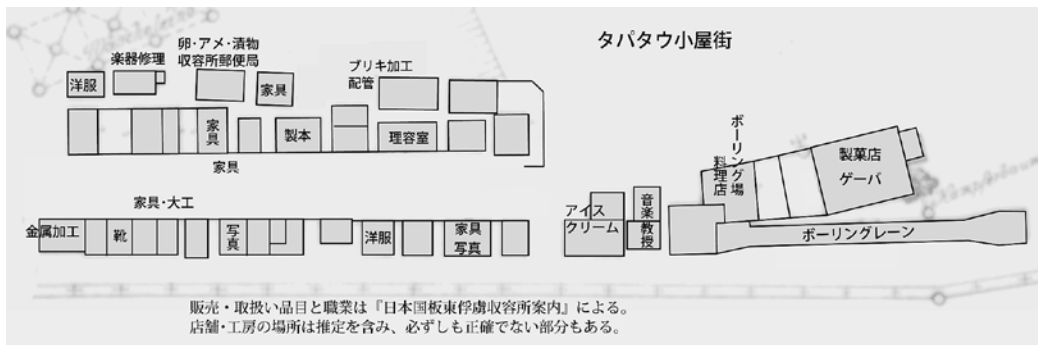 タパタウ小屋街
卵・アメ・漬物
収容所郵便局
楽器修理
洋服
家具
ブリキ加工
配管
家具
製本
理容室
家具
ボーリング場
料理店
製菓店
ゲーバ
家具・大工
金属加工
靴
写真
洋服
家具
写真
アイス
クリーム
音楽
教授
ボーリングレーン
販売・取扱い品目と職業は『日本国板東俘虜収容所案内』による。
店舗・工房の場所は推定を含み、必ずしも正確でない部分もある。